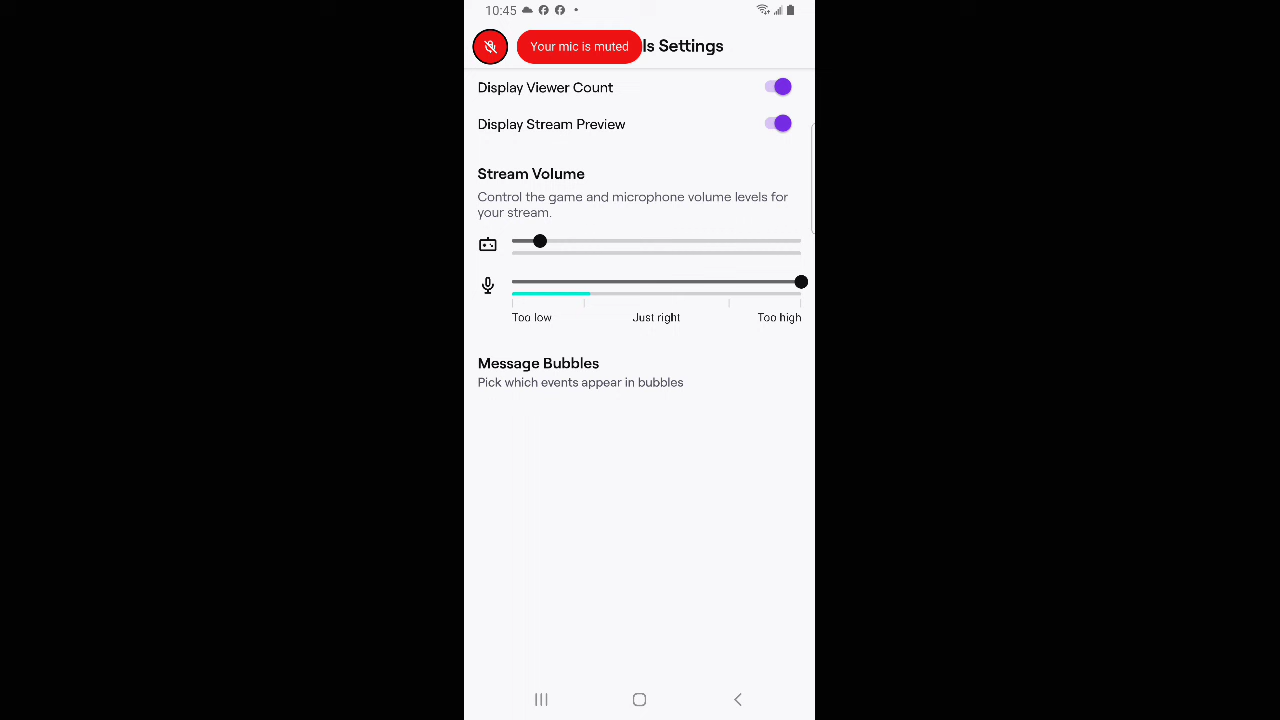 10:45
Your mic is muted ls Settings
Display Viewer Count
Display Stream Preview
Stream Volume
Control the game and microphone volume levels for
your stream.
Too low Just right Too high
Message Bubbles
Pick which events appear in bubbles